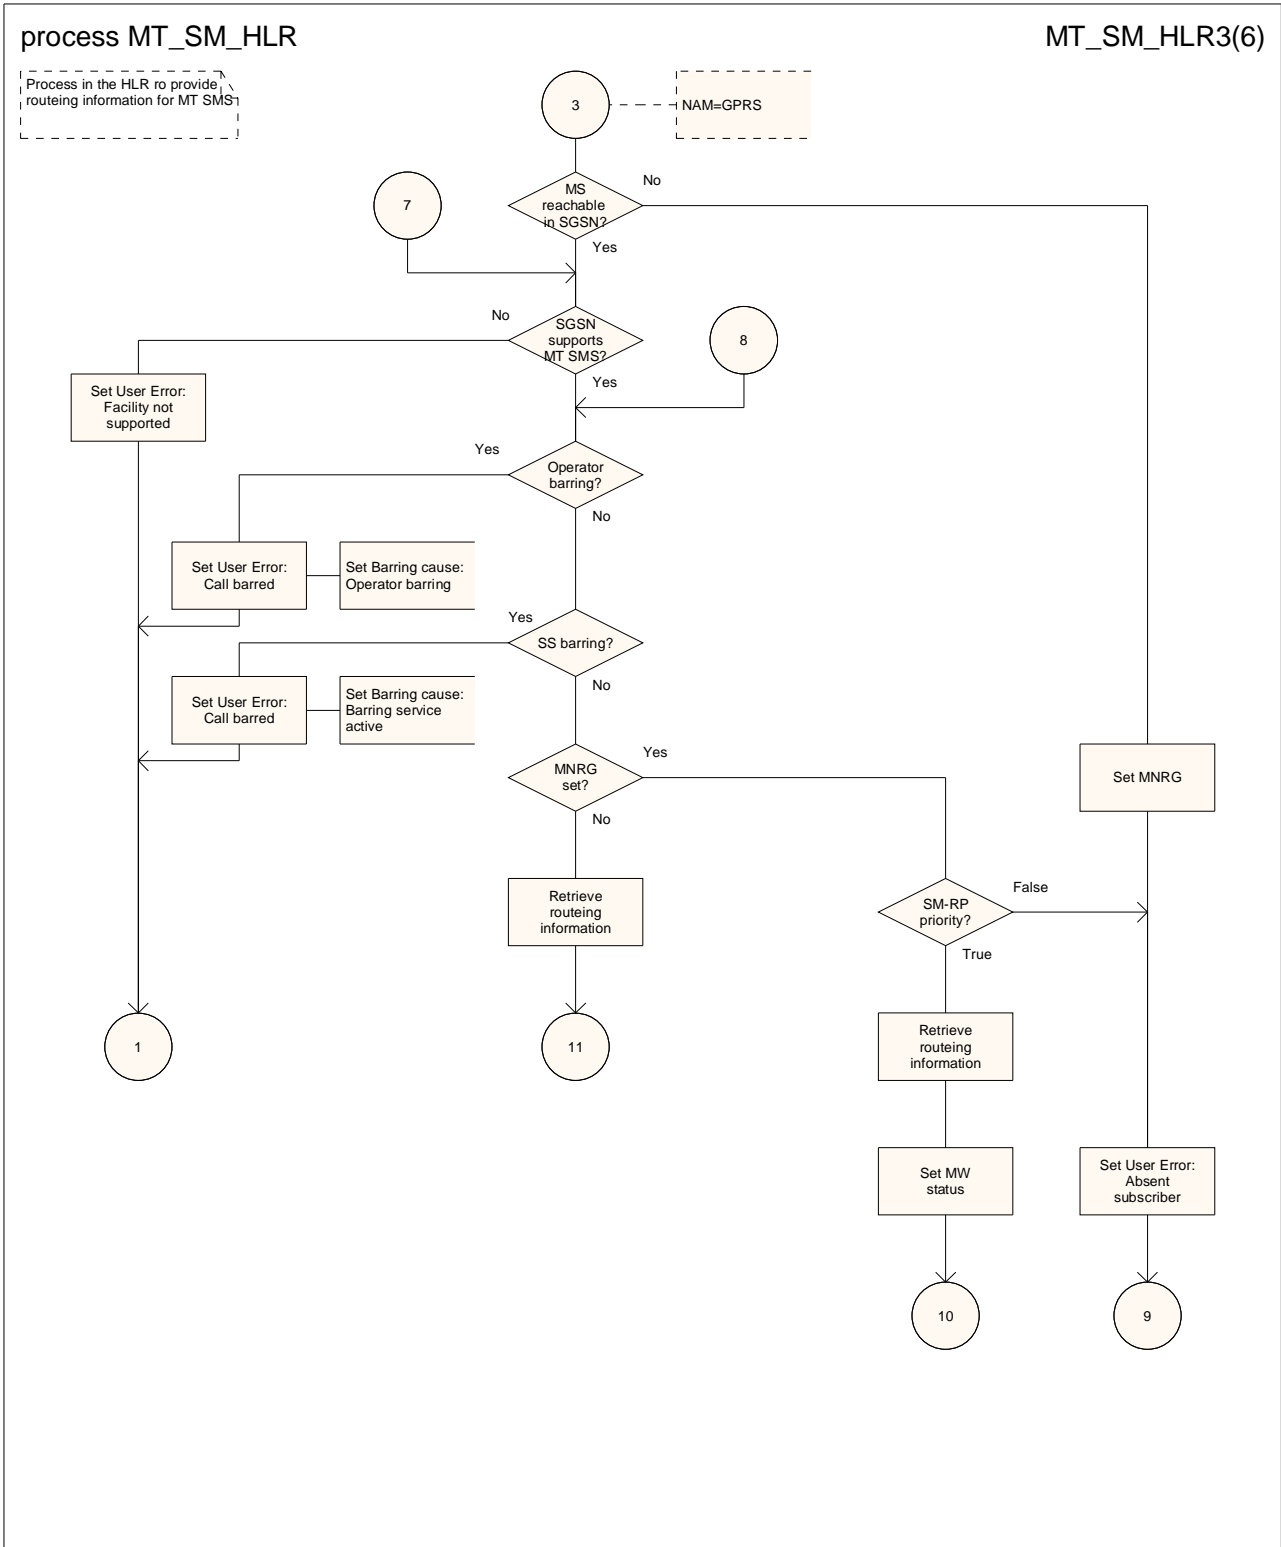 process MT_SM_HLR
MT_SM_HLR3(6)
Process in the HLR ro provide
routeing information for MT SMS
3
NAM=GPRS
MS
reachable
in SGSN?
No
Yes
7
SGSN
supports
MT SMS?
No
Yes
8
Set User Error:
Facility not
supported
Operator
barring?
Yes
No
Set User Error:
Call barred
Set Barring cause:
Operator barring
SS barring?
Yes
No
Set User Error:
Call barred
Set Barring cause:
Barring service
active
MNRG
set?
Yes
No
Set MNRG
Retrieve
routeing
information
SM-RP
priority?
False
True
1
11
Retrieve
routeing
information
Set MW
status
Set User Error:
Absent
subscriber
10
9